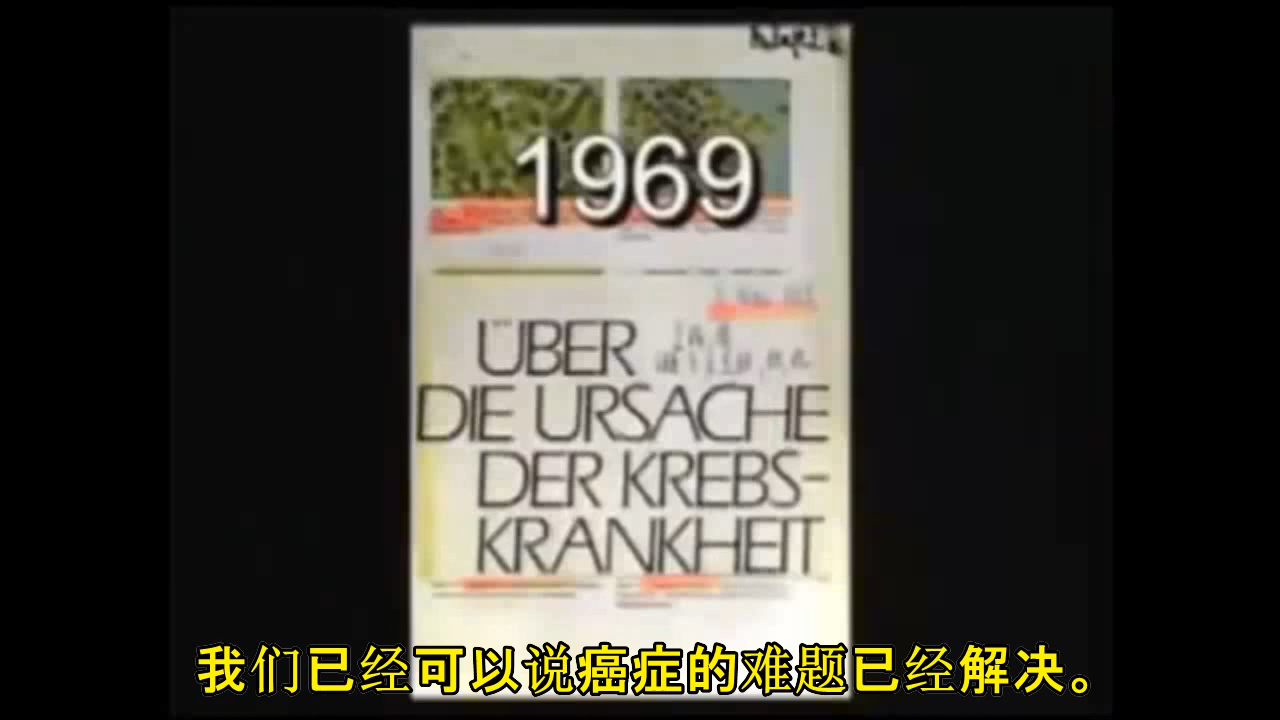 1969
ÜBER
DIE URSACHE
DER KREBS-
KRANKHEIT
我们已经可以说癌症的难题已经解决。